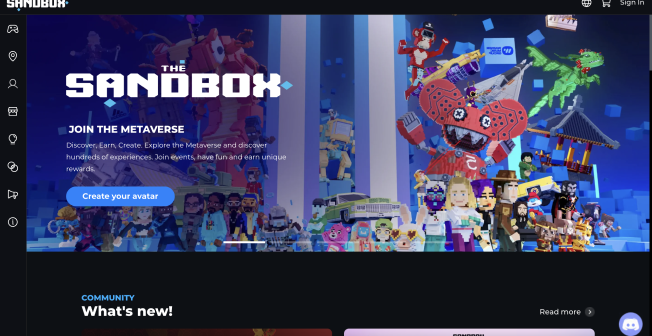 SANDBOX
Sign In
THE
SANDBOX
JOIN THE METAVERSE
Discover, Earn, Create. Explore the Metaverse and discover
hundreds of experiences. Join events, have fun and earn unique
rewards.
Create your avatar
COMMUNITY
What's new!
Read more